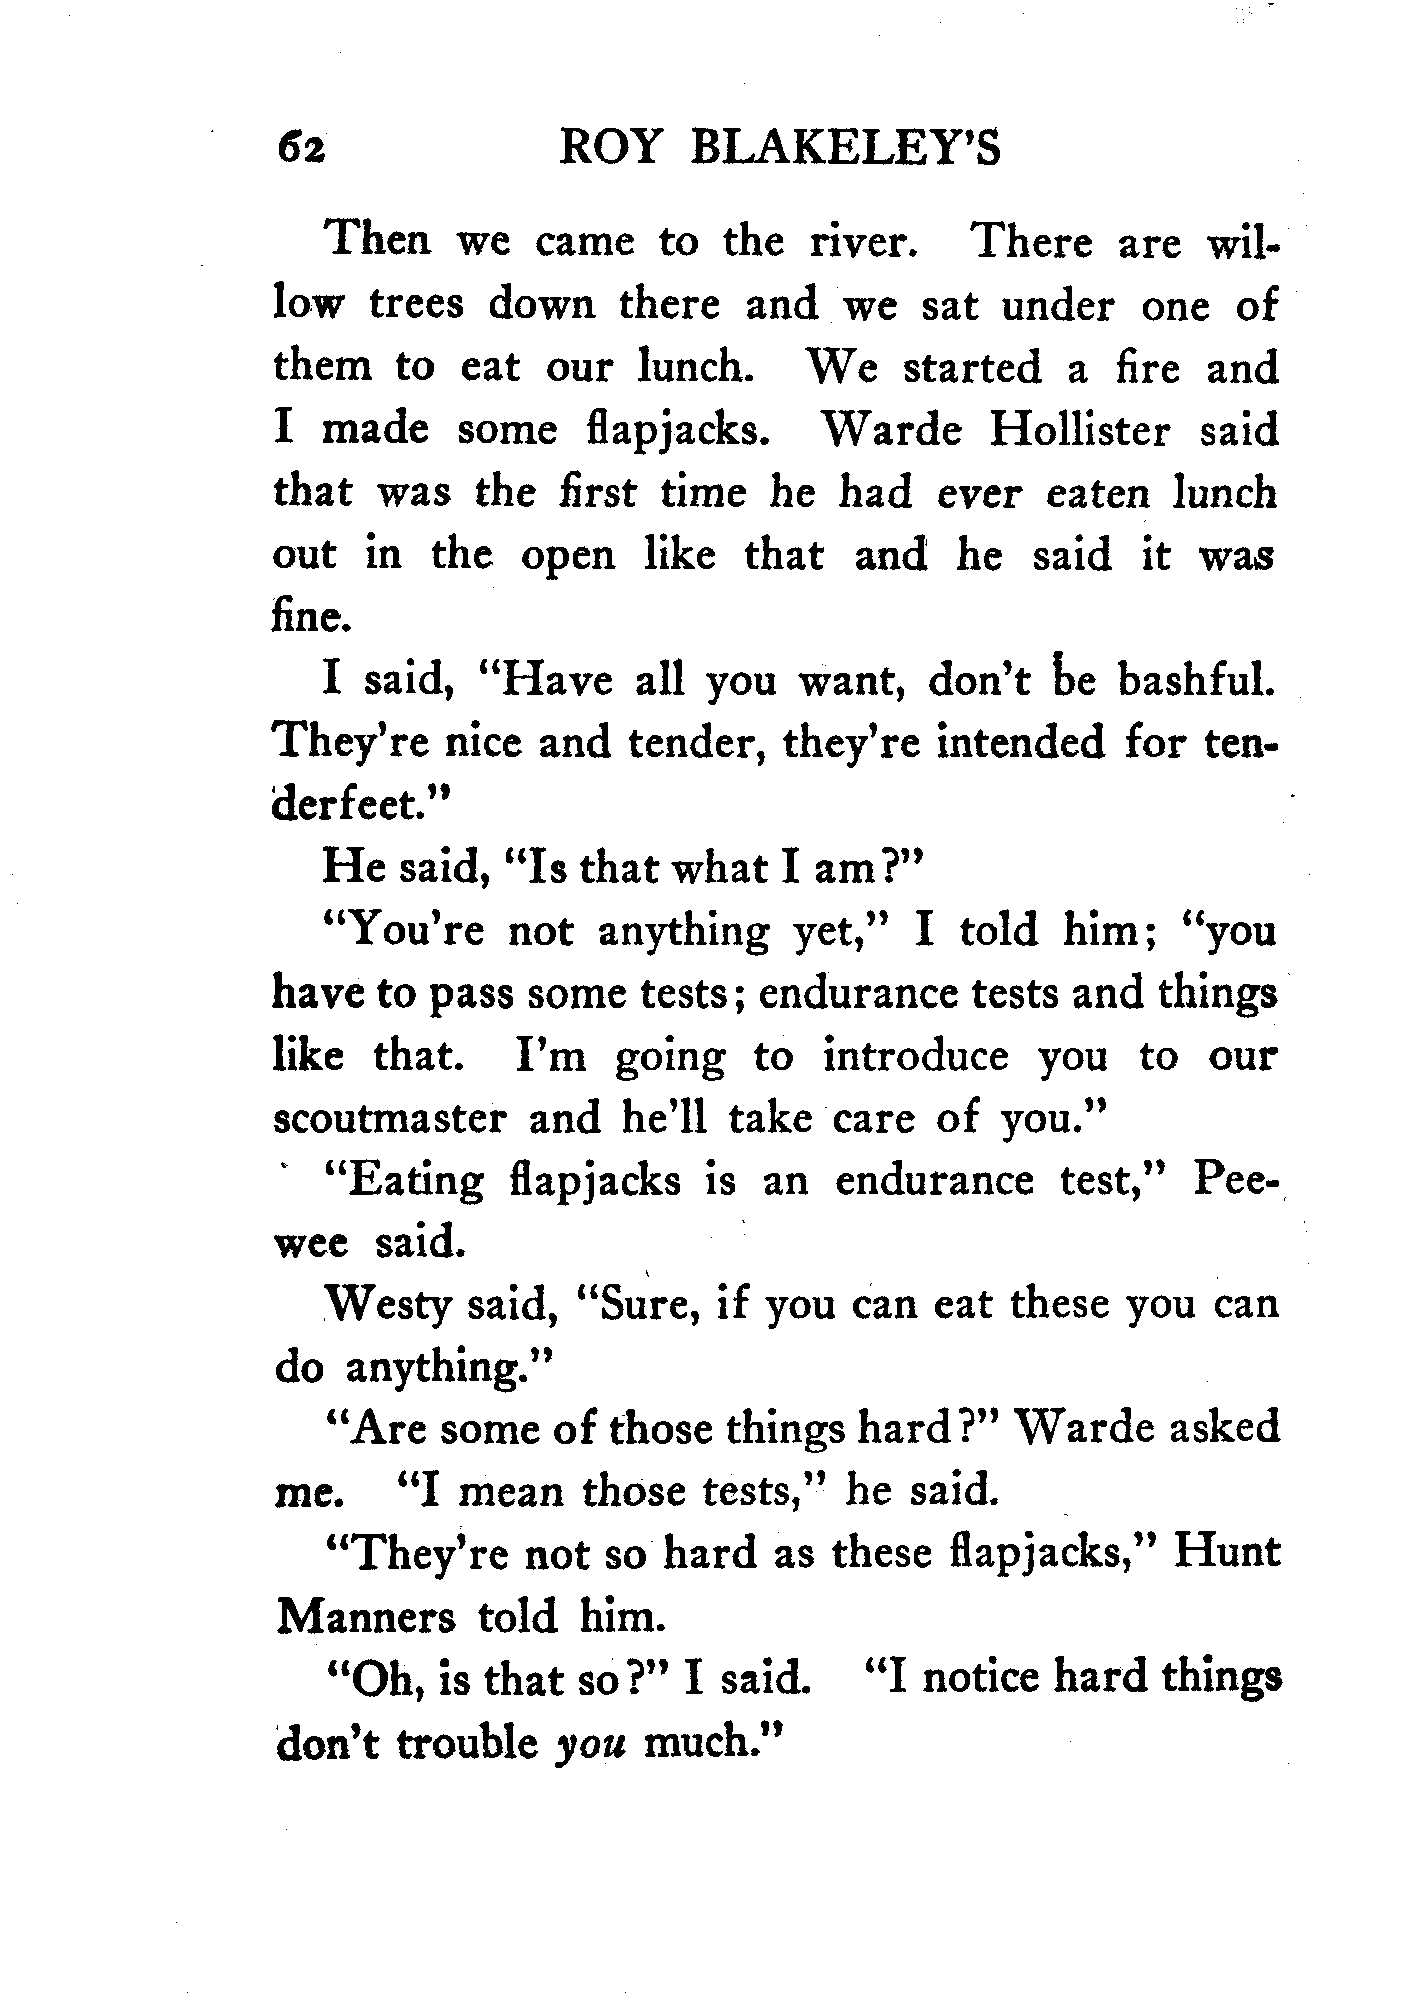 62 ROY BLAKELEY'S
Then we came to the river. There are wil-
low trees down there and we sat under one of
them to eat our lunch. We started a fire and
I made some flapjacks. Warde Hollister said
that was the first time he had ever eaten lunch
out in the open like that and he said it was
fine.
I said, "Have all you want, don't be bashful.
They're nice and tender, they're intended for ten-
derfeet."
He said, "Is that what I am?"
"You're not anything yet," I told him; "you
have to pass some tests; endurance tests and things
like that. I'm going to introduce you to our
scoutmaster and he'll take care of you."
"Eating flapjacks is an endurance test," Pee-
wee said.
Westy said, "Sure, if you can eat these you can
do anything."
"Are some of those things hard?" Warde asked
me. "I mean those tests," he said.
"They're not so hard as these flapjacks," Hunt
Manners told him.
"Oh, is that so?" I said. "I notice hard things
don't trouble you much."